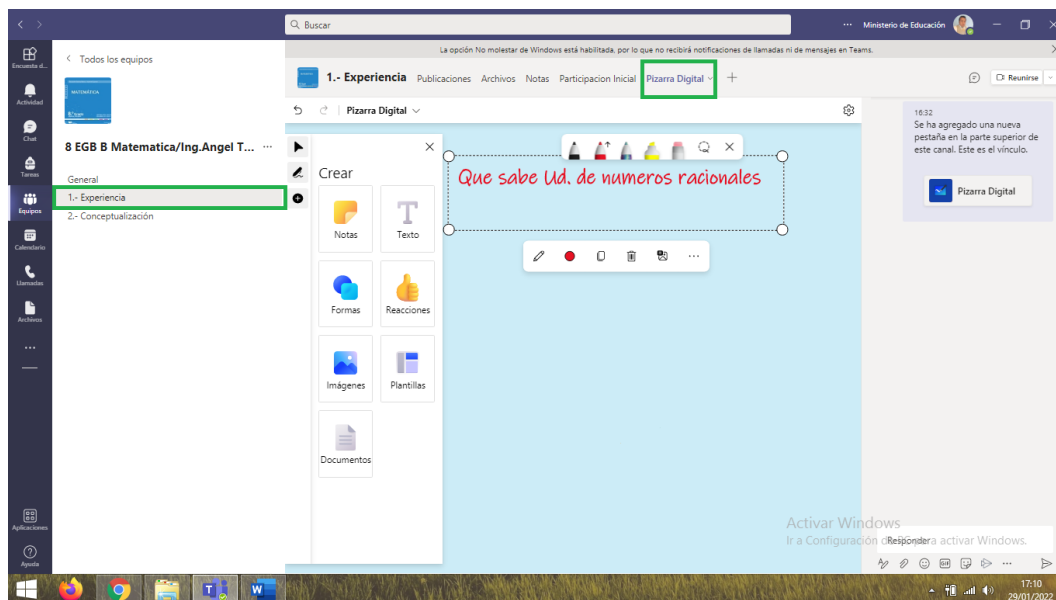 Buscar
Ministerio de Educación
La opción No molestar de Windows está habilitada, por lo que no recibirá notificaciones de llamadas ni de mensajes en Teams.
Encuesta d...
Actividad
Chat
Tareas
Equipos
Calendario
Llamadas
Archivos
Aplicaciones
Ayuda
Todos los equipos
MATEMÁTICA
8 EGB B Matematica/Ing.Angel T... ...
General
1.- Experiencia
2.- Conceptualización
1.- Experiencia Publicaciones Archivos Notas Participacion Inicial Pizarra Digital
Reunirse
Pizarra Digital
Crear
Notas Texto
Formas Reacciones
Imágenes Plantillas
Documentos
Que sabe Ud. de numeros racionales
16:32
Se ha agregado una nueva
pestaña en la parte superior de
este canal. Este es el vínculo.
Pizarra Digital
Activar Windows
Ir a Configuración de PC para activar Windows.
Responder
GIF
17:10
29/01/2022